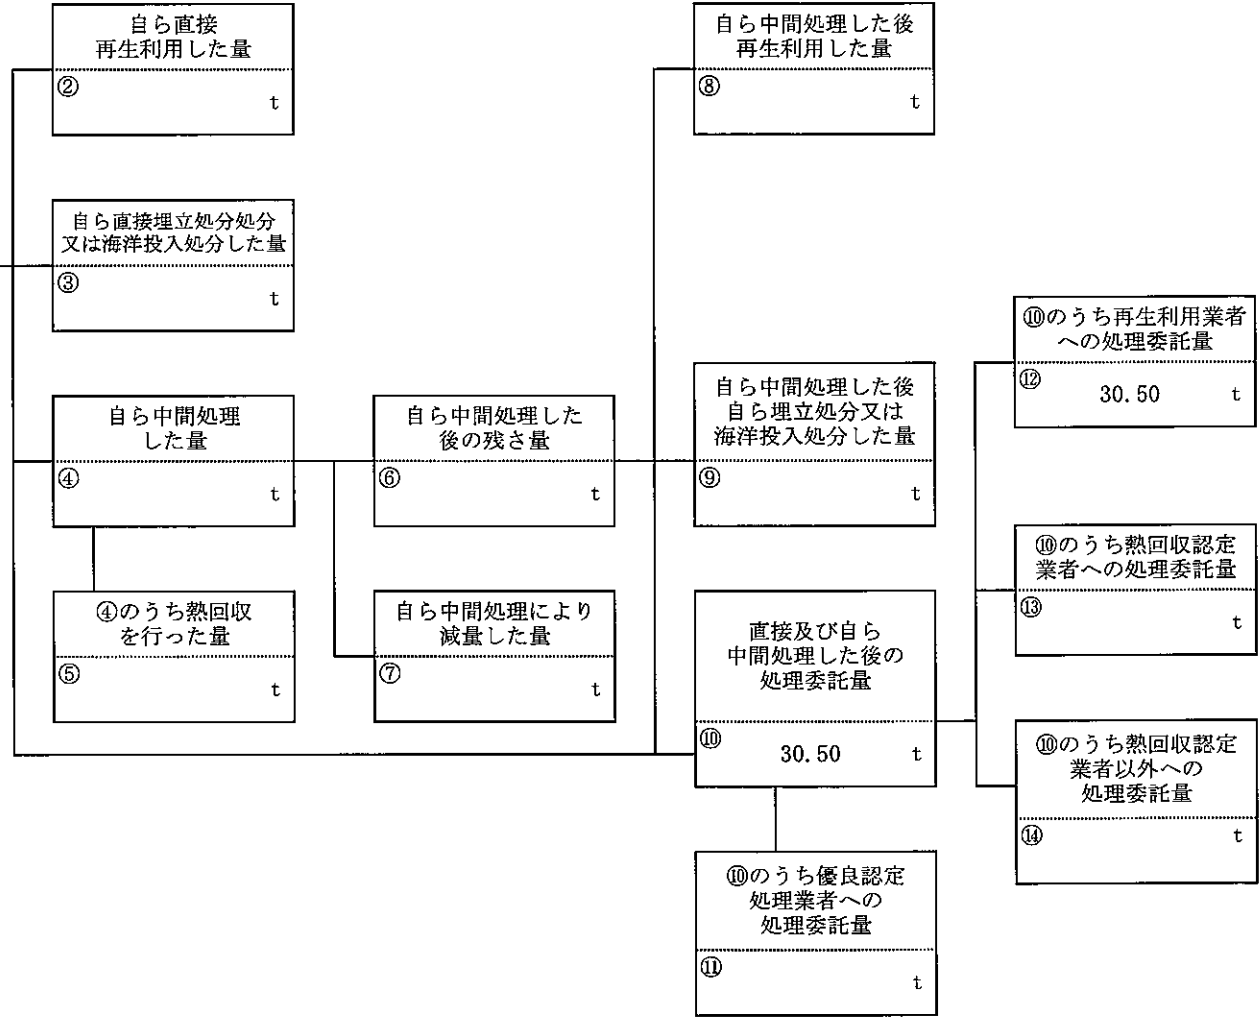 自ら直接
再生利用した量
②
t
自ら直接埋立処分処分
又は海洋投入処分した量
③
t
自ら中間処理
した量
④
t
④のうち熱回収
を行った量
⑤
t
自ら中間処理した
後の残さ量
⑥
t
自ら中間処理により
減量した量
⑦
t
自ら中間処理した後
再生利用した量
⑧
t
自ら中間処理した後
自ら埋立処分又は
海洋投入処分した量
⑨
t
直接及び自ら
中間処理した後の
処理委託量
⑩ 30.50 t
⑩のうち優良認定
処理業者への
処理委託量
⑪
t
⑩のうち再生利用業者
への処理委託量
⑫ 30.50 t
⑩のうち熱回収認定
業者への処理委託量
⑬
t
⑩のうち熱回収認定
業者以外への
処理委託量
⑭ t